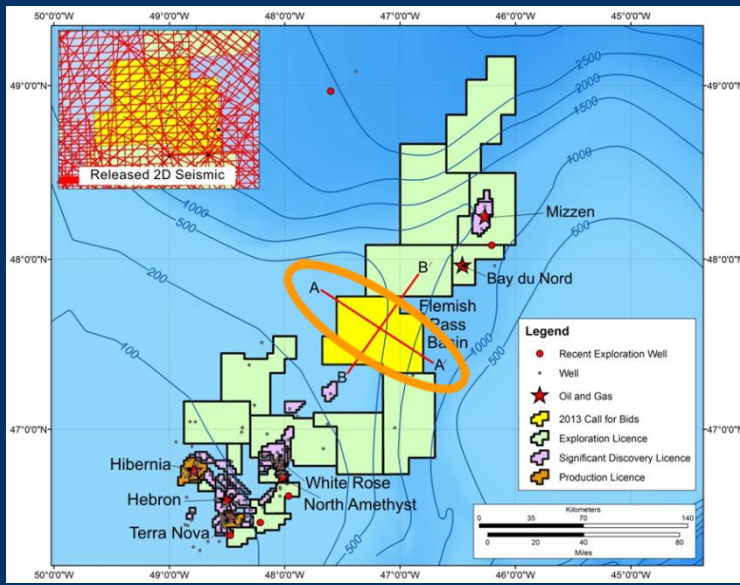 50°0'0"W
49°0'0"W
48°0'0"W
47°0'0"W
46°0'0"W
45°0'0"W
Released 2D Seismic
49°0'0"N
49°0'0"N
2500
2000
1500
1000
1000
500
500
200
100
Mizzen
48°0'0"N
48°0'0"N
Bay du Nord
A
B'
Flemish
Pass
Basin
1000
B
A'
47°0'0"N
47°0'0"N
Hibernia
White Rose
Hebron
North Amethyst
Terra Nova
500
1000
Legend
Recent Exploration Well
Well
Oil and Gas
2013 Call for Bids
Exploration Licence
Significant Discovery Licence
Production Licence
Kilometers
0 35 70 140
0 20 40 80
Miles
50°0'0"W
49°0'0"W
48°0'0"W
47°0'0"W
46°0'0"W
45°0'0"W